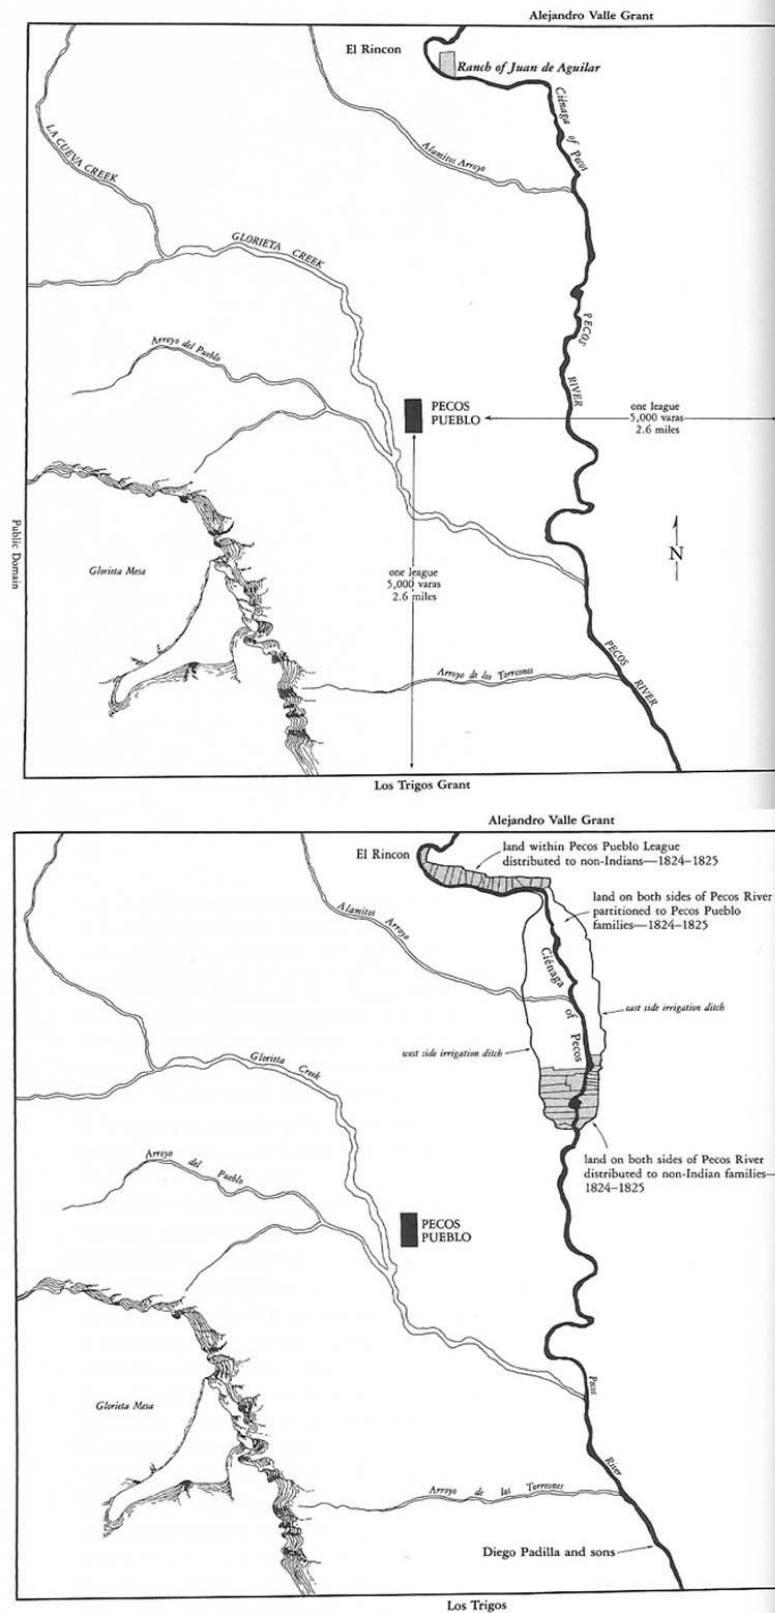 Alejandro Valle Grant
El Rincon
Ranch of Juan de Aguilar
Ciénaga of Pecos
LA CUEVA CREEK
Alamitos Arroyo
GLORIETA CREEK
PECOS
RIVER
Arroyo del Pueblo
PECOS
PUEBLO
one league
5,000 varas
2.6 miles
Public Domain
Glorieta Mesa
one league
5,000 varas
2.6 miles
N
PECOS
RIVER
Arroyo de los Torreones
Los Trigos Grant
Alejandro Valle Grant
El Rincon
land within Pecos Pueblo League
distributed to non-Indians—1824–1825
land on both sides of Pecos River
partitioned to Pecos Pueblo
families—1824–1825
Alamitos Arroyo
Ciénaga of Pecos
east side irrigation ditch
west side irrigation ditch
Glorieta Creek
Arroyo del Pueblo
land on both sides of Pecos River
distributed to non-Indian families—
1824–1825
PECOS
PUEBLO
Pecos
River
Glorieta Mesa
Arroyo de los Torreones
Diego Padilla and sons
Los Trigos